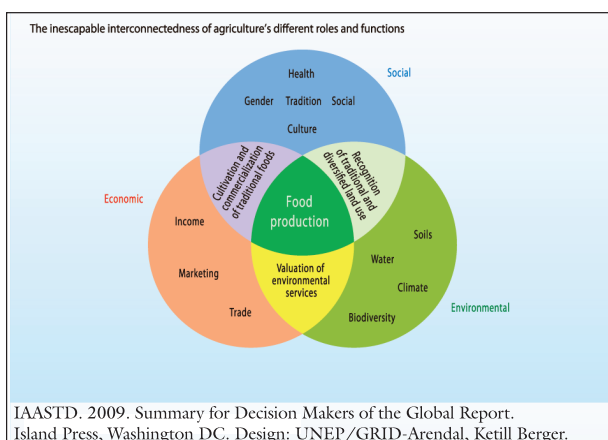 The inescapable interconnectedness of agriculture's different roles and functions
Social
Health
Gender Tradition Social
Culture
Cultivation and
commercialization
of traditional foods
Recognition
of traditional and
diversified land use
Economic
Food
production
Income
Marketing
Trade
Soils
Water
Climate
Biodiversity
Valuation of
environmental
services
Environmental
IAASTD. 2009. Summary for Decision Makers of the Global Report.
Island Press, Washington DC. Design: UNEP/GRID-Arendal, Ketill Berger.